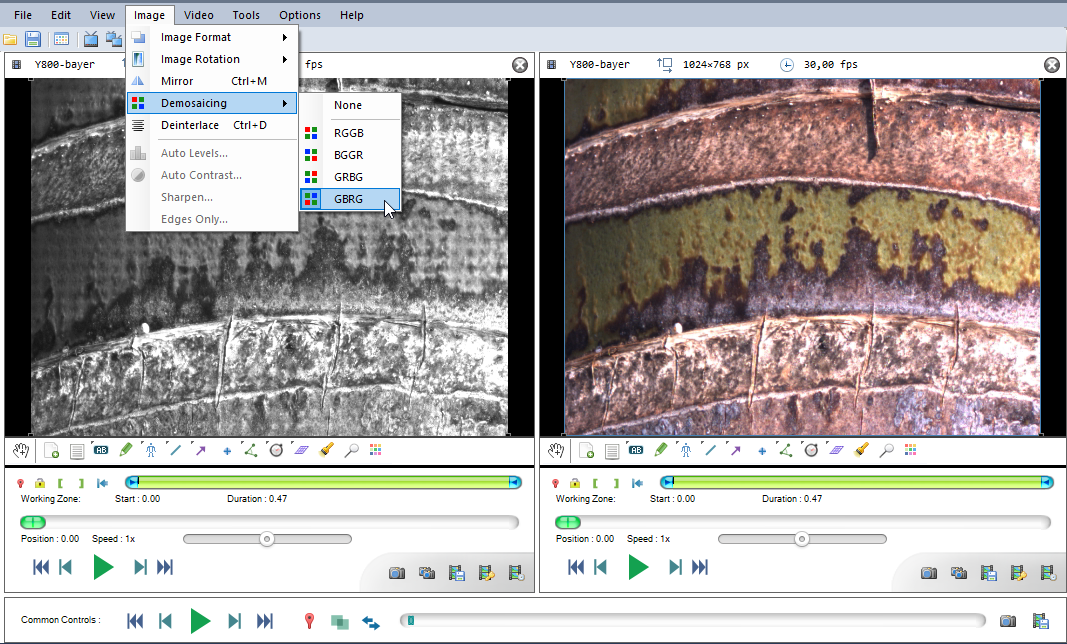 File Edit View Image Video Tools Options Help
Y800-bayer
fps
Y800-bayer 1024×768 px 30,00 fps
Image Format
Image Rotation
Mirror Ctrl+M
Demosaicing
Deinterlace Ctrl+D
Auto Levels...
Auto Contrast...
Sharpen...
Edges Only...
None
RGGB
BGGR
GRBG
GBRG
AB
AB
Working Zone: Start : 0.00 Duration : 0.47
Position : 0.00 Speed : 1x
Working Zone: Start : 0.00 Duration : 0.47
Position : 0.00 Speed : 1x
Common Controls :